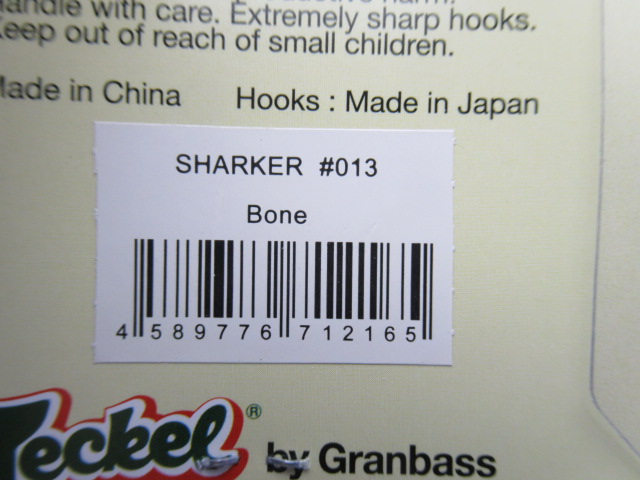 handle with care. Extremely sharp hooks.
Keep out of reach of small children.
Made in China Hooks : Made in Japan
SHARKER #013
Bone
4 589776 712165
Teckel® by Granbass